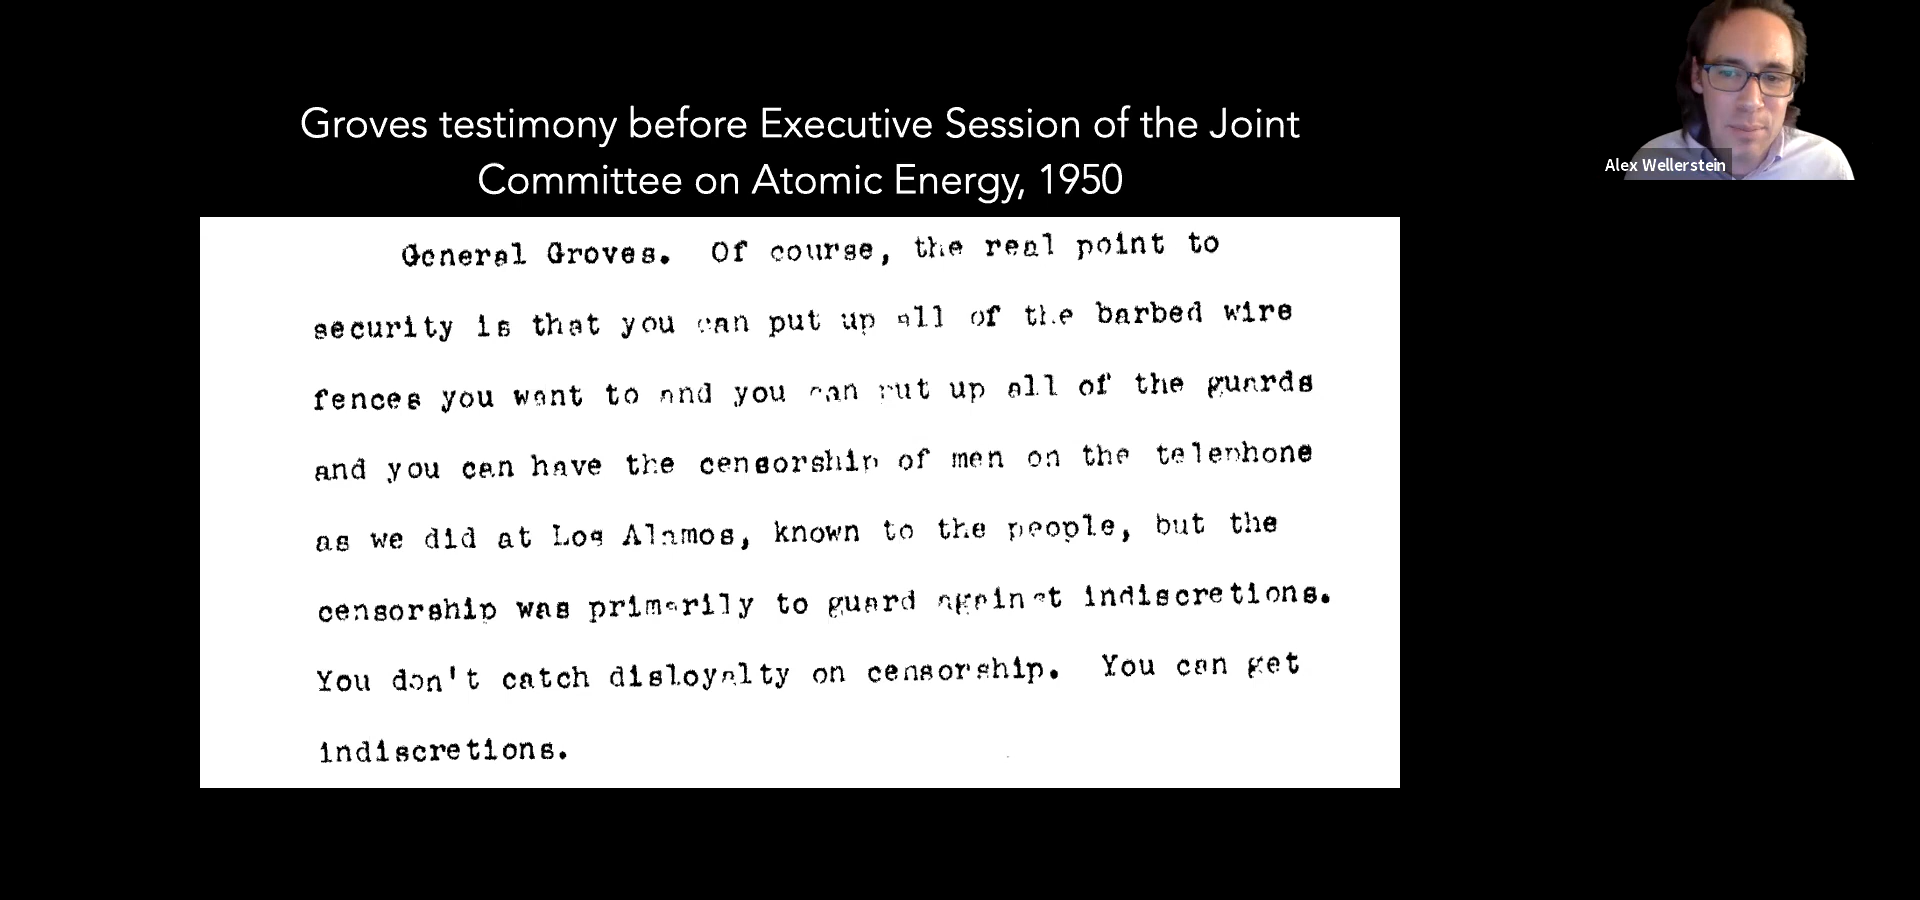 Groves testimony before Executive Session of the Joint
Committee on Atomic Energy, 1950
Alex Wellerstein
General Groves. Of course, the real point to
security is that you can put up all of the barbed wire
fences you want to and you can put up all of the guards
and you can have the censorship of men on the telephone
as we did at Los Alamos, known to the people, but the
censorship was primarily to guard against indiscretions.
You don't catch disloyalty on censorship. You can get
indiscretions.